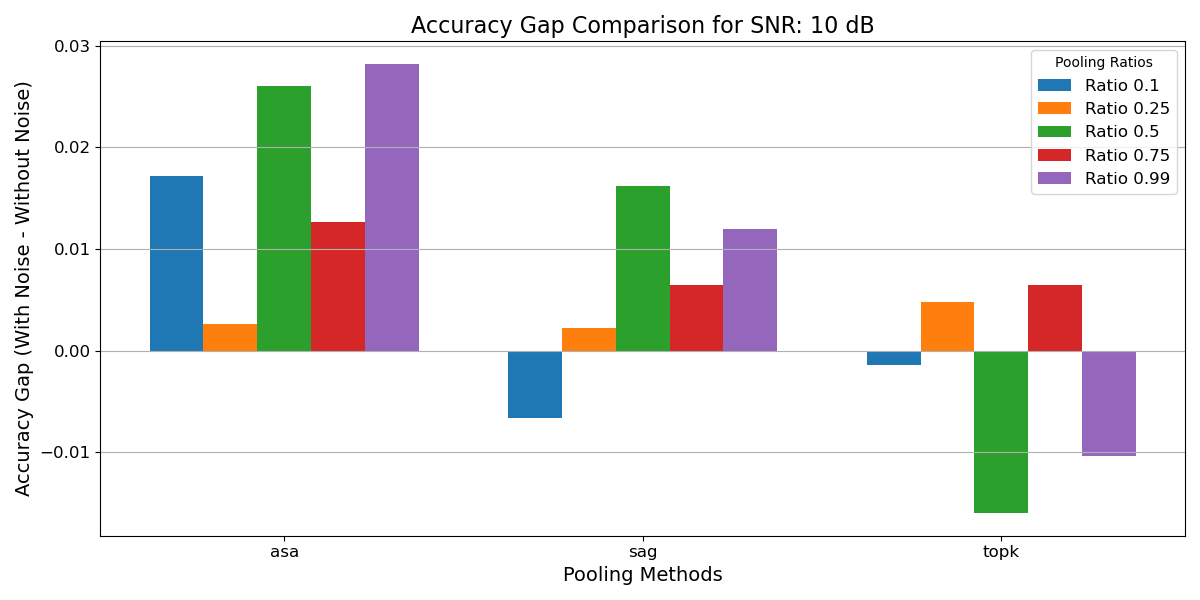 Accuracy Gap Comparison for SNR: 10 dB
Accuracy Gap (With Noise - Without Noise)
0.03
0.02
0.01
0.00
−0.01
Pooling Ratios
Ratio 0.1
Ratio 0.25
Ratio 0.5
Ratio 0.75
Ratio 0.99
asa
sag
topk
Pooling Methods